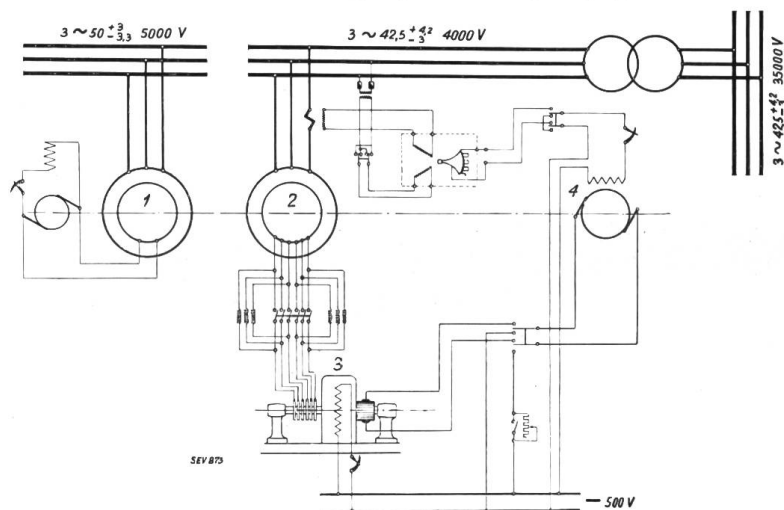 3 ~ 50 +3 -3,3 5000 V
3 ~ 42,5 +4,2 -3 4000 V
3 ~ 42,5 +4,2 -3 35000 V
1
2
4
3
SEV 873
— 500 V